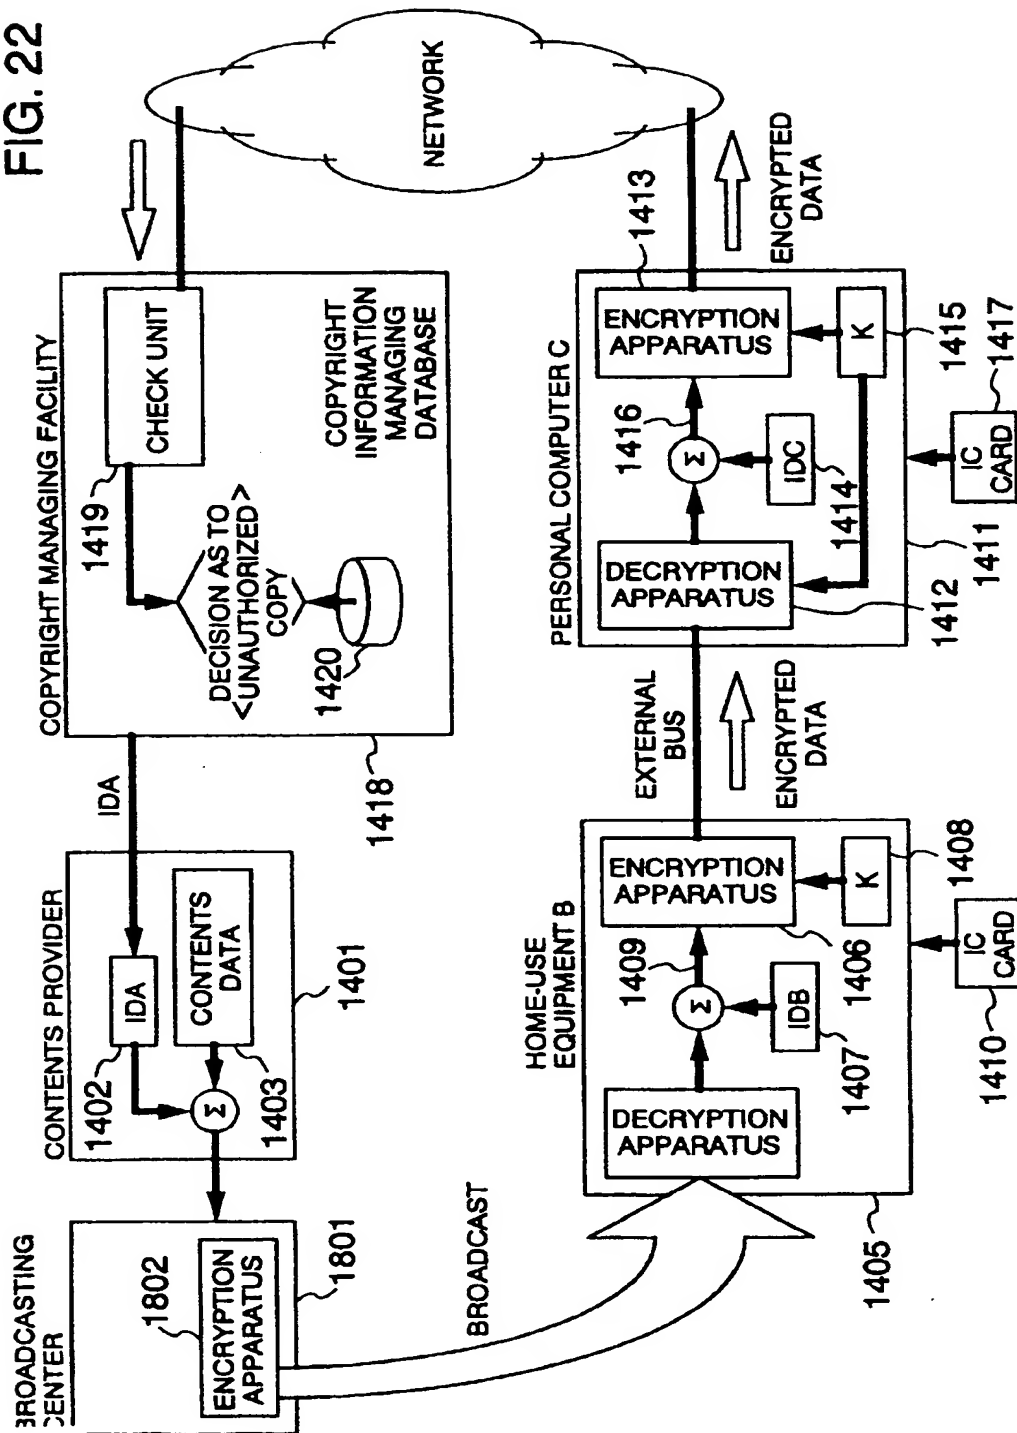 FIG. 22
BROADCASTING
CENTER
1802
ENCRYPTION
APPARATUS
1801
BROADCAST
CONTENTS PROVIDER
1402
IDA
CONTENTS
DATA
Σ
1403
1401
IDA
COPYRIGHT MANAGING FACILITY
1419
CHECK UNIT
DECISION AS TO
<UNAUTHORIZED>
COPY
1420
COPYRIGHT
INFORMATION
MANAGING
DATABASE
1418
NETWORK
HOME-USE
EQUIPMENT B
DECRYPTION
APPARATUS
Σ
1409
ENCRYPTION
APPARATUS
IDB
1407
1406
K
1408
1405
IC
CARD
1410
EXTERNAL
BUS
ENCRYPTED
DATA
PERSONAL COMPUTER C
DECRYPTION
APPARATUS
1412
Σ
1416
ENCRYPTION
APPARATUS
1413
IDC
1414
K
1415
1411
IC
CARD
1417
ENCRYPTED
DATA